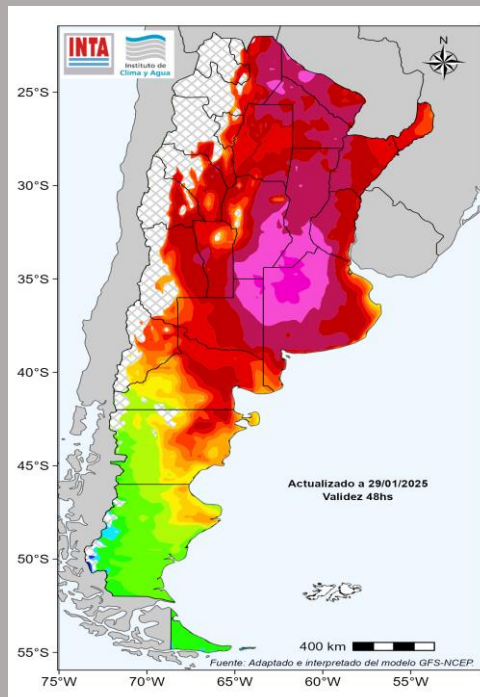 INTA
Instituto de
Clima y Agua
N
25°S
30°S
35°S
40°S
45°S
50°S
55°S
Actualizado a 29/01/2025
Validez 48hs
400 km
Fuente: Adaptado e interpretado del modelo GFS-NCEP.
75°W
70°W
65°W
60°W
55°W